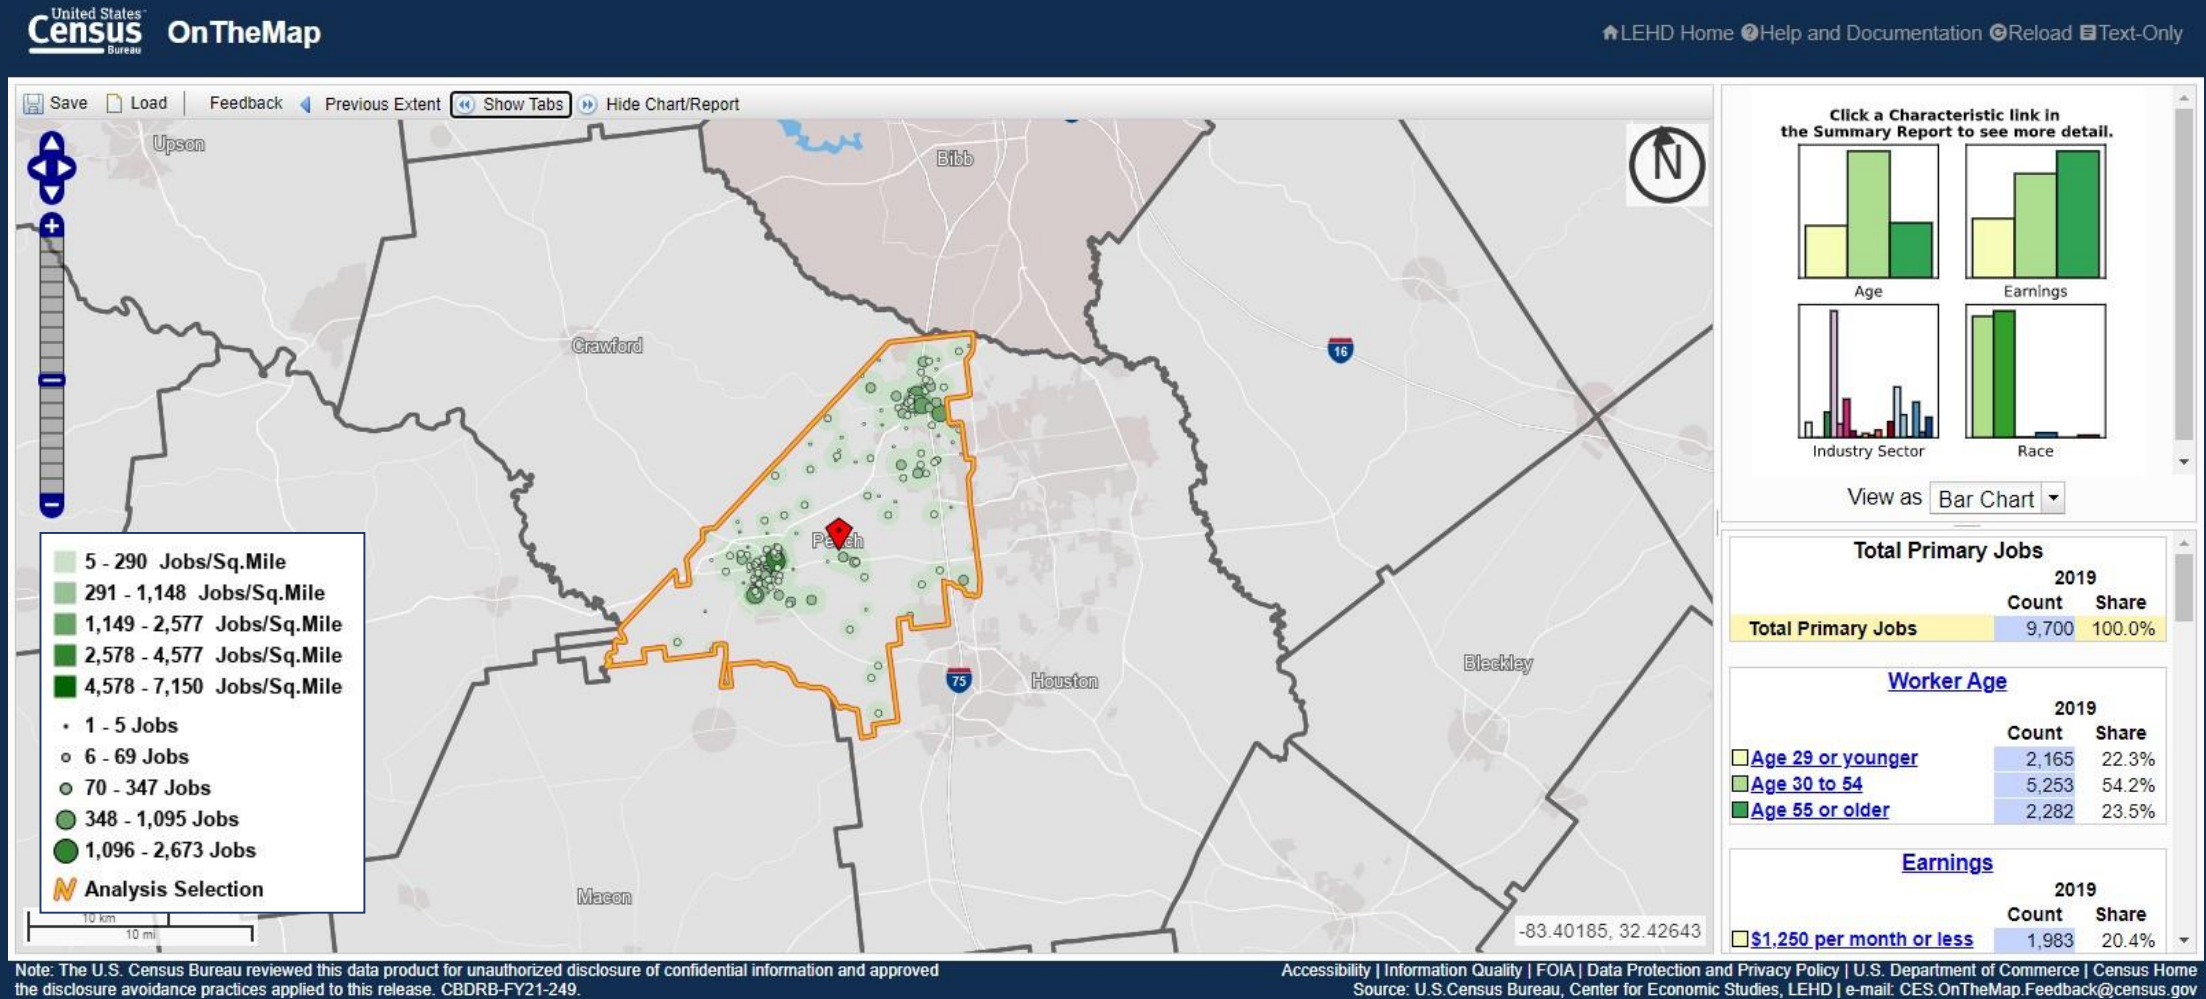 United States™
Census
Bureau
OnTheMap
LEHD Home Help and Documentation Reload Text-Only
Save Load Feedback Previous Extent Show Tabs Hide Chart/Report
Upson
Bibb
N
Crawford
16
Peach
75
Houston
Bleckley
Macon
5 - 290 Jobs/Sq.Mile
291 - 1,148 Jobs/Sq.Mile
1,149 - 2,577 Jobs/Sq.Mile
2,578 - 4,577 Jobs/Sq.Mile
4,578 - 7,150 Jobs/Sq.Mile
1 - 5 Jobs
6 - 69 Jobs
70 - 347 Jobs
348 - 1,095 Jobs
1,096 - 2,673 Jobs
Analysis Selection
10 km
10 mi
-83.40185, 32.42643
Click a Characteristic link in
the Summary Report to see more detail.
Age Earnings
Industry Sector Race
View as Bar Chart
Total Primary Jobs
2019
Count Share
Total Primary Jobs 9,700 100.0%
Worker Age
2019
Count Share
Age 29 or younger 2,165 22.3%
Age 30 to 54 5,253 54.2%
Age 55 or older 2,282 23.5%
Earnings
2019
Count Share
$1,250 per month or less 1,983 20.4%
Note: The U.S. Census Bureau reviewed this data product for unauthorized disclosure of confidential information and approved
the disclosure avoidance practices applied to this release. CBDRB-FY21-249.
Accessibility | Information Quality | FOIA | Data Protection and Privacy Policy | U.S. Department of Commerce | Census Home
Source: U.S.Census Bureau, Center for Economic Studies, LEHD | e-mail: CES.OnTheMap.Feedback@census.gov